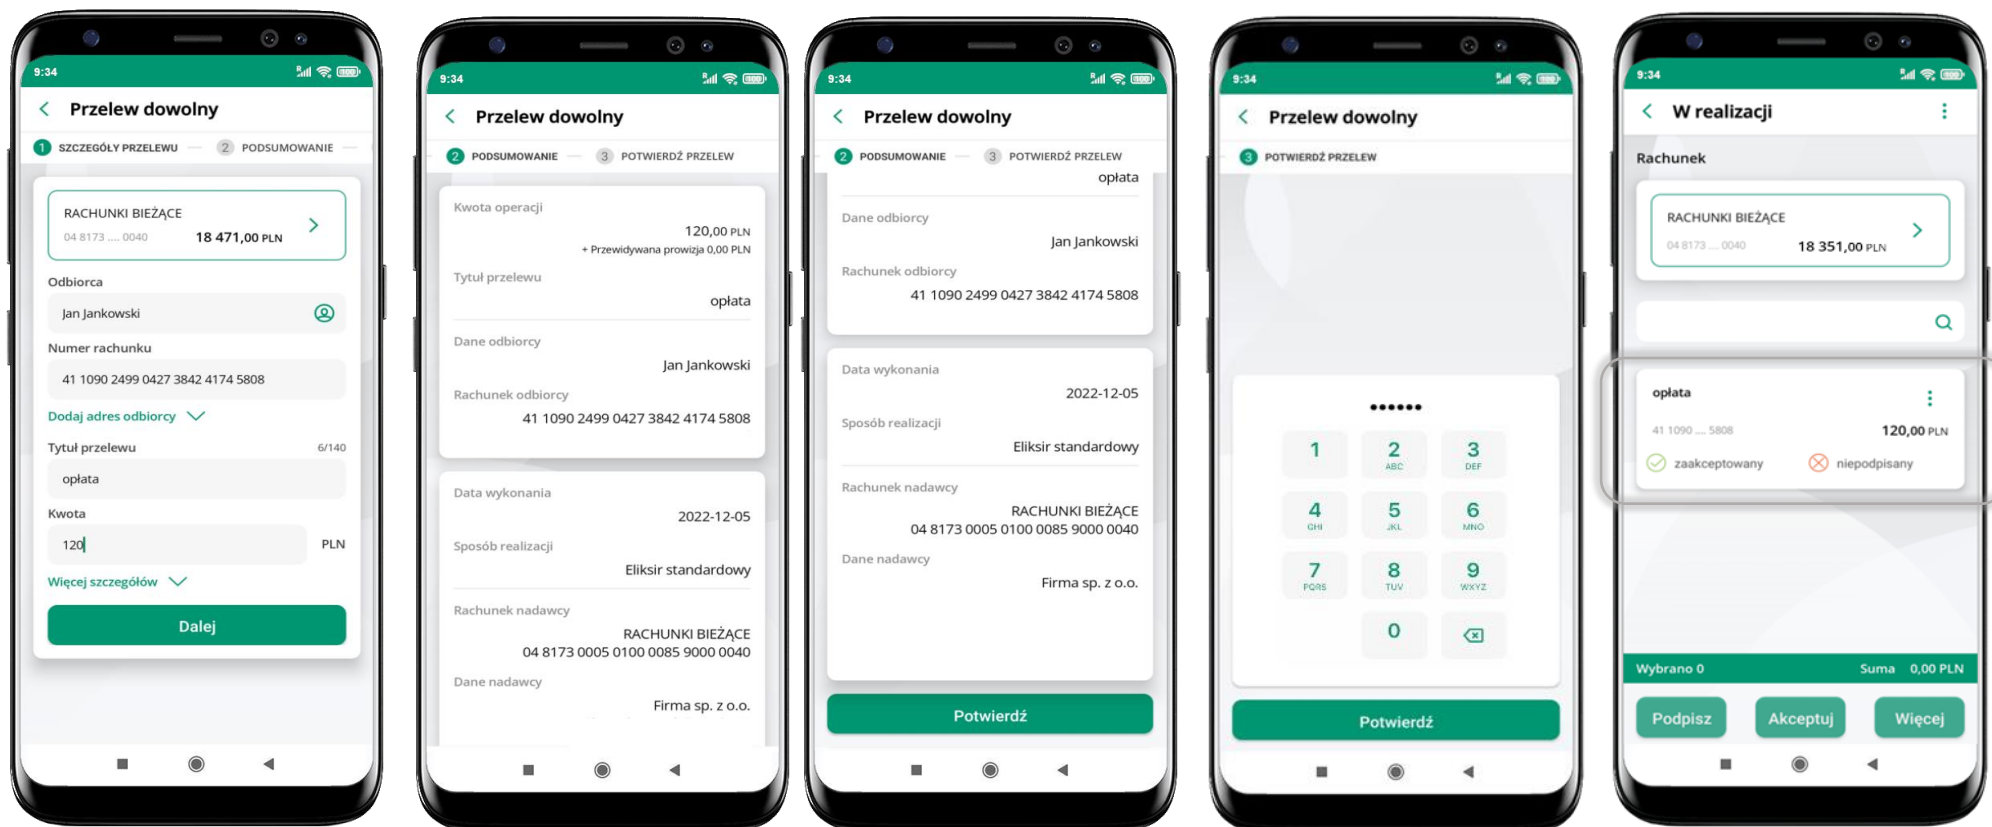 9:34
Przelew dowolny
1 SZCZEGÓŁY PRZELEWU 2 PODSUMOWANIE
RACHUNKI BIEŻĄCE
04 8173 .... 0040 18 471,00 PLN
Odbiorca
Jan Jankowski
Numer rachunku
41 1090 2499 0427 3842 4174 5808
Dodaj adres odbiorcy
Tytuł przelewu 6/140
opłata
Kwota
120 PLN
Więcej szczegółów
Dalej
9:34
Przelew dowolny
2 PODSUMOWANIE 3 POTWIERDŹ PRZELEW
Kwota operacji
120,00 PLN
+ Przewidywana prowizja 0,00 PLN
Tytuł przelewu
opłata
Dane odbiorcy
Jan Jankowski
Rachunek odbiorcy
41 1090 2499 0427 3842 4174 5808
Data wykonania
2022-12-05
Sposób realizacji
Eliksir standardowy
Rachunek nadawcy
RACHUNKI BIEŻĄCE
04 8173 0005 0100 0085 9000 0040
Dane nadawcy
Firma sp. z o.o.
9:34
Przelew dowolny
2 PODSUMOWANIE 3 POTWIERDŹ PRZELEW
opłata
Dane odbiorcy
Jan Jankowski
Rachunek odbiorcy
41 1090 2499 0427 3842 4174 5808
Data wykonania
2022-12-05
Sposób realizacji
Eliksir standardowy
Rachunek nadawcy
RACHUNKI BIEŻĄCE
04 8173 0005 0100 0085 9000 0040
Dane nadawcy
Firma sp. z o.o.
Potwierdź
9:34
Przelew dowolny
3 POTWIERDŹ PRZELEW
1 2 3
ABC DEF
4 5 6
GHI JKL MNO
7 8 9
PQRS TUV WXYZ
0
Potwierdź
9:34
W realizacji
Rachunek
RACHUNKI BIEŻĄCE
04 8173 .... 0040 18 351,00 PLN
opłata
41 1090 .... 5808 120,00 PLN
zaakceptowany niepodpisany
Wybrano 0 Suma 0,00 PLN
Podpisz Akceptuj Więcej